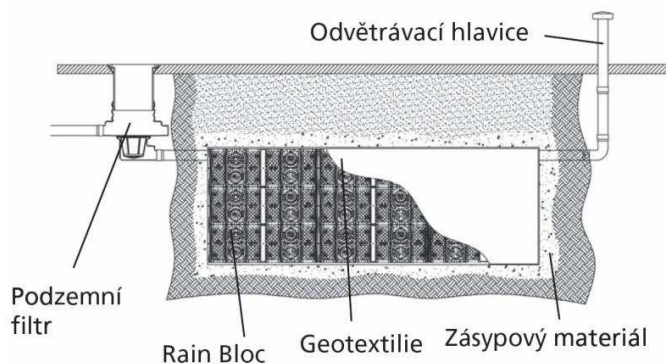 Odvětrávací hlavice
Podzemní
filtr
Rain Bloc
Geotextilie
Zásypový materiál